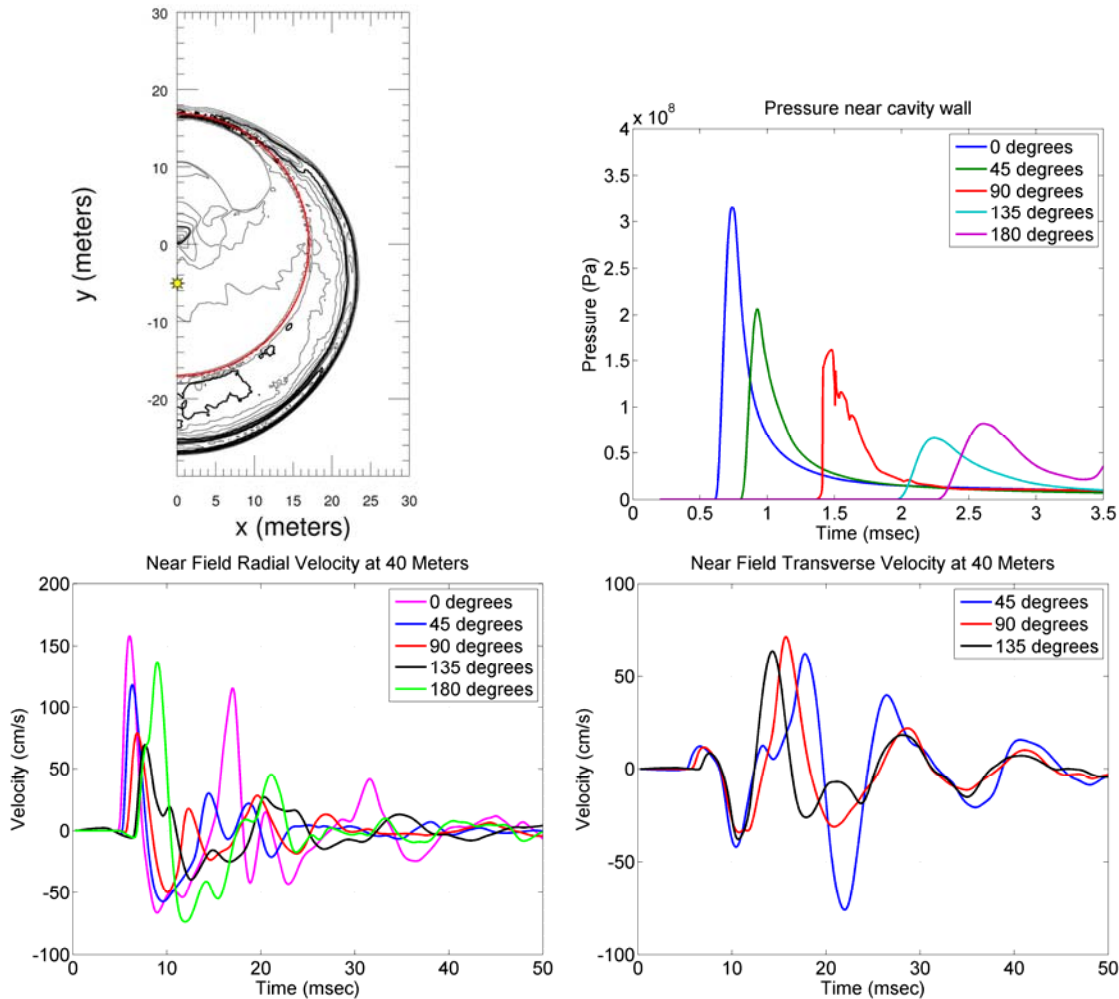 30
20
10
0
-10
-20
y (meters)
0 5 10 15 20 25 30
x (meters)
Pressure near cavity wall
x 10^8
4
3.5
3
2.5
2
1.5
1
0.5
0
Pressure (Pa)
0 0.5 1 1.5 2 2.5 3 3.5
Time (msec)
0 degrees
45 degrees
90 degrees
135 degrees
180 degrees
Near Field Radial Velocity at 40 Meters
200
150
100
50
0
-50
-100
Velocity (cm/s)
0 10 20 30 40 50
Time (msec)
0 degrees
45 degrees
90 degrees
135 degrees
180 degrees
Near Field Transverse Velocity at 40 Meters
100
50
0
-50
-100
Velocity (cm/s)
0 10 20 30 40 50
Time (msec)
45 degrees
90 degrees
135 degrees